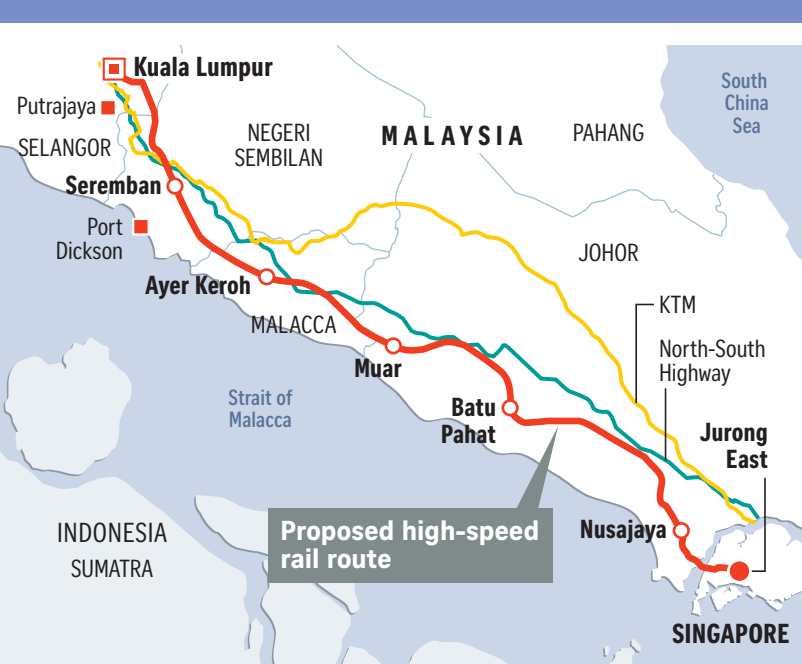 Kuala Lumpur
Putrajaya
SELANGOR
NEGERI
SEMBILAN
MALAYSIA
PAHANG
South
China
Sea
Seremban
Port
Dickson
JOHOR
Ayer Keroh
MALACCA
KTM
North-South
Highway
Muar
Strait of
Malacca
Batu
Pahat
Jurong
East
Proposed high-speed
rail route
Nusajaya
INDONESIA
SUMATRA
SINGAPORE